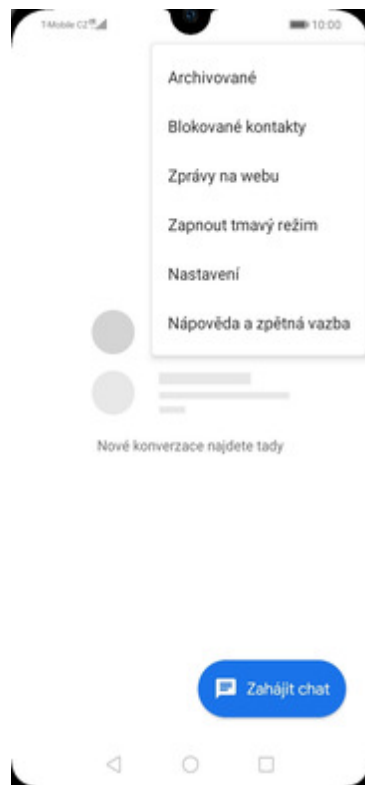 T-Mobile CZ
10:00
Archivované
Blokované kontakty
Zprávy na webu
Zapnout tmavý režim
Nastavení
Nápověda a zpětná vazba
Nové konverzace najdete tady
Zahájit chat